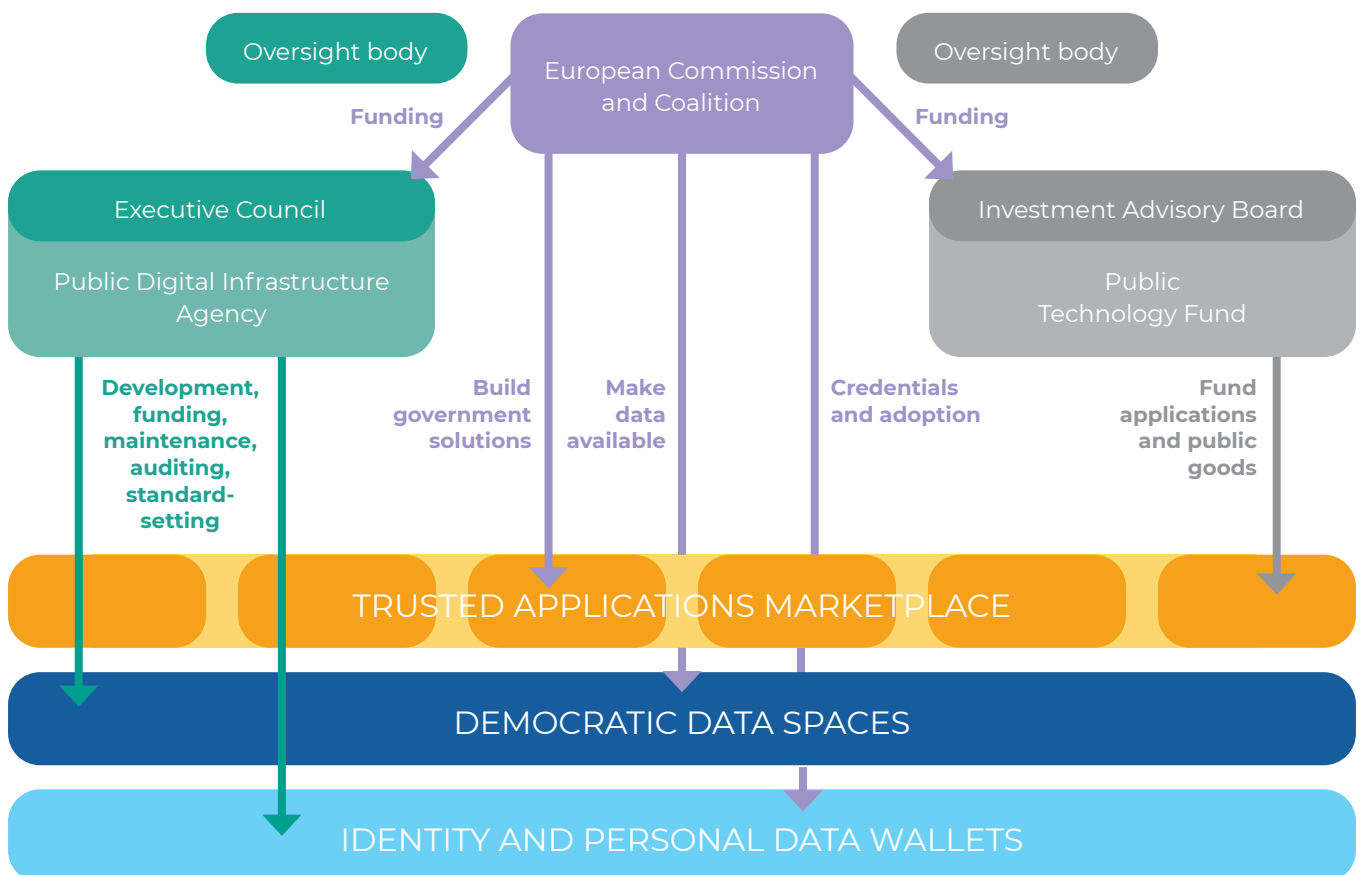 Oversight body
European Commission
and Coalition
Oversight body
Funding
Funding
Executive Council
Public Digital Infrastructure
Agency
Investment Advisory Board
Public
Technology Fund
Development,
funding,
maintenance,
auditing,
standard-
setting
Build
government
solutions
Make
data
available
Credentials
and adoption
Fund
applications
and public
goods
TRUSTED APPLICATIONS MARKETPLACE
DEMOCRATIC DATA SPACES
IDENTITY AND PERSONAL DATA WALLETS